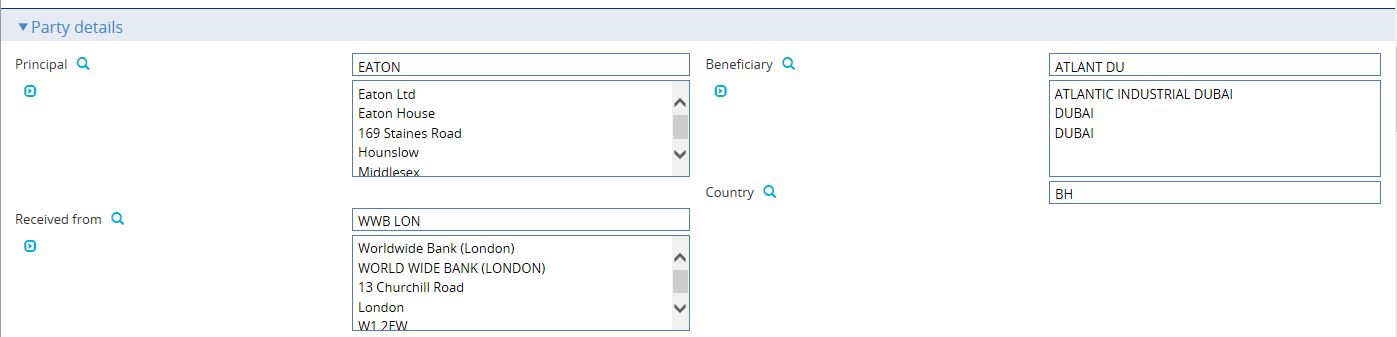 Party details
Principal
EATON
Eaton Ltd
Eaton House
169 Staines Road
Hounslow
Middlesex
Beneficiary
ATLANT DU
ATLANTIC INDUSTRIAL DUBAI
DUBAI
DUBAI
Country
BH
Received from
WWB LON
Worldwide Bank (London)
WORLD WIDE BANK (LONDON)
13 Churchill Road
London
W1 2FW